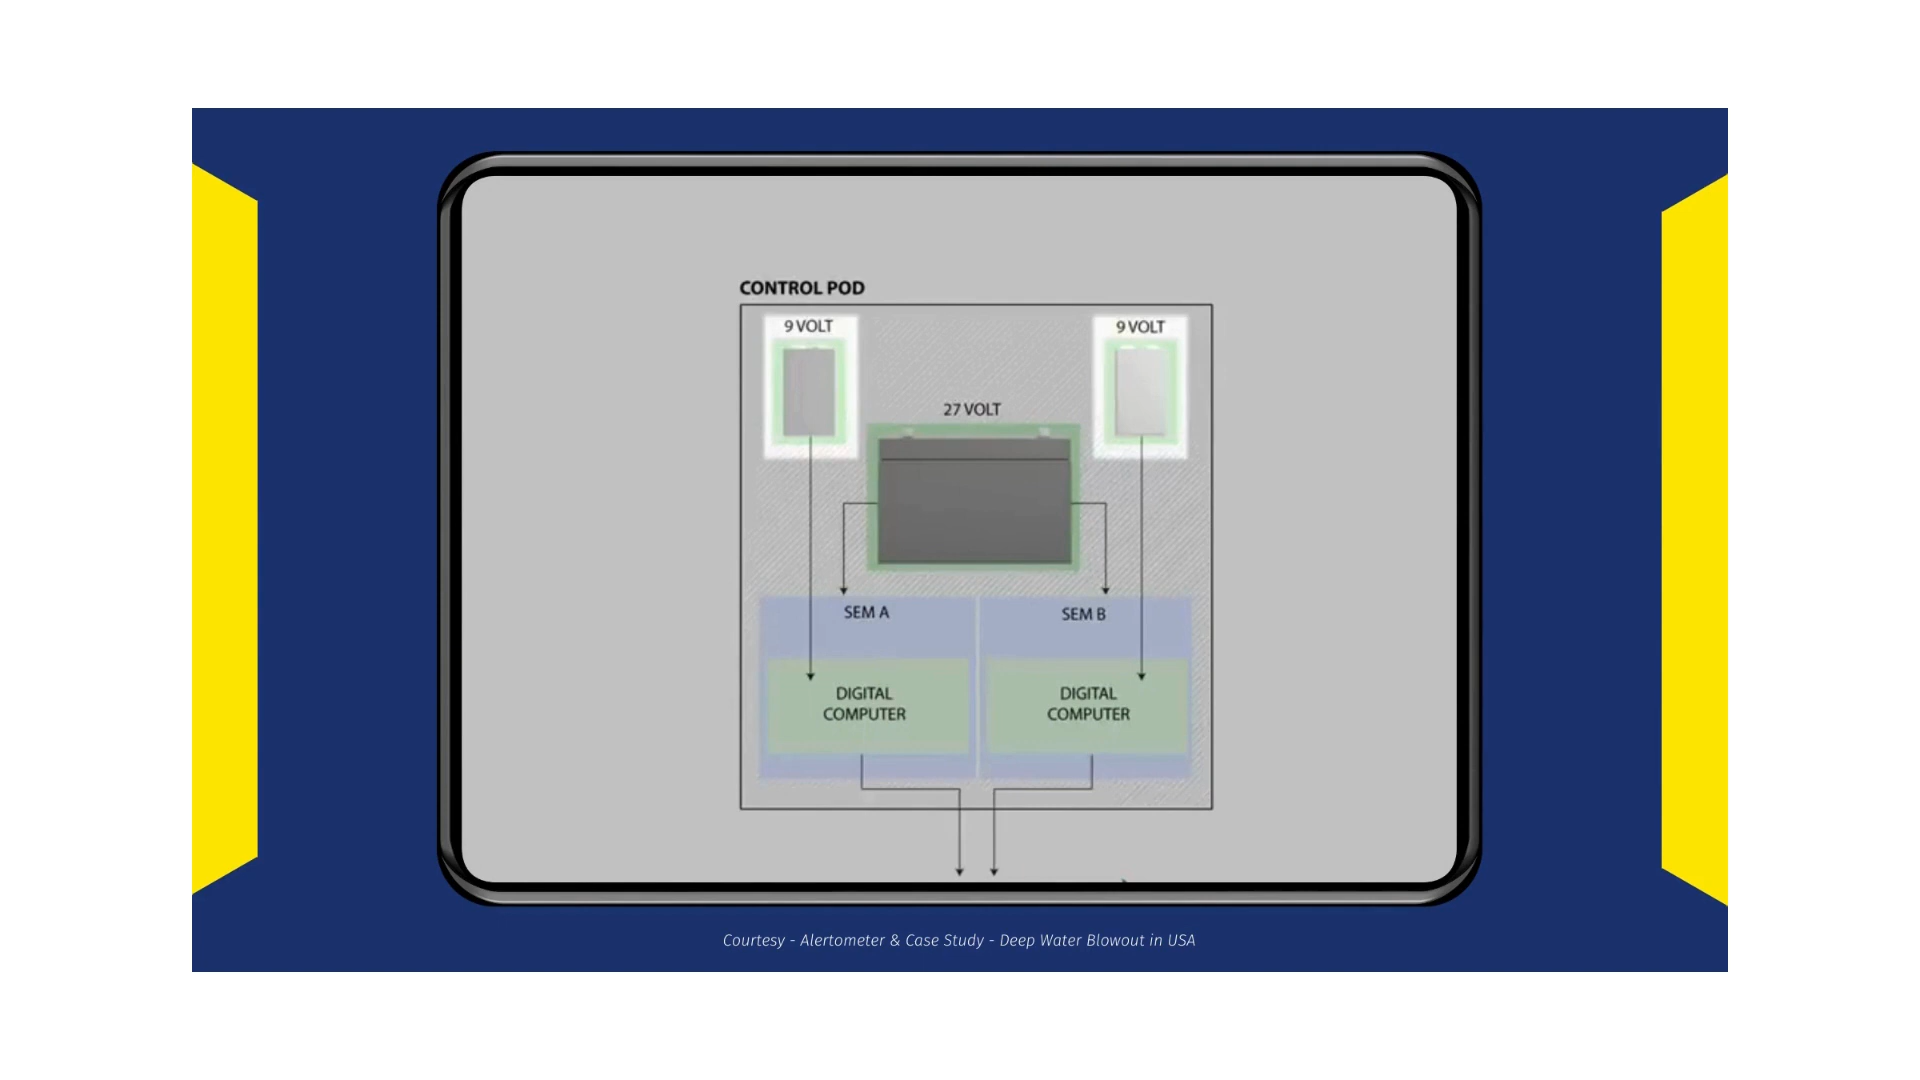 CONTROL POD
9 VOLT
9 VOLT
27 VOLT
SEM A
SEM B
DIGITAL
COMPUTER
DIGITAL
COMPUTER
Courtesy - Alertometer & Case Study - Deep Water Blowout in USA